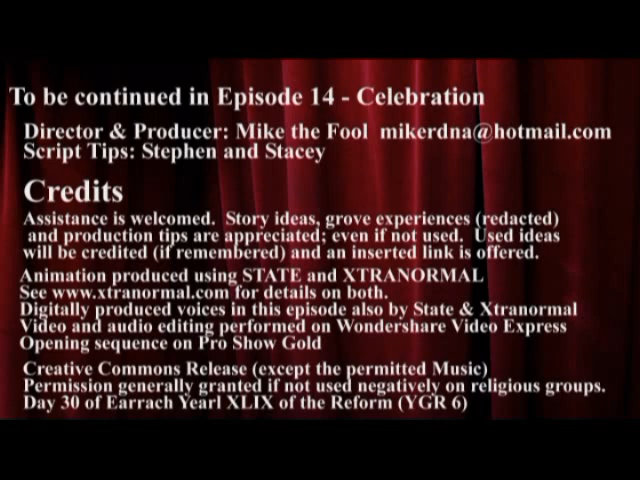 To be continued in Episode 14 - Celebration
Director & Producer: Mike the Fool  mikerdna@hotmail.com
Script Tips: Stephen and Stacey
Credits
Assistance is welcomed.  Story ideas, grove experiences (redacted)
and production tips are appreciated; even if not used.  Used ideas
will be credited (if remembered) and an inserted link is offered.
Animation produced using STATE and XTRANORMAL
See www.xtranormal.com for details on both.
Digitally produced voices in this episode also by State & Xtranormal
Video and audio editing performed on Wondershare Video Express
Opening sequence on Pro Show Gold
Creative Commons Release (except the permitted Music)
Permission generally granted if not used negatively on religious groups.
Day 30 of Earrach Yearl XLIX of the Reform (YGR 6)